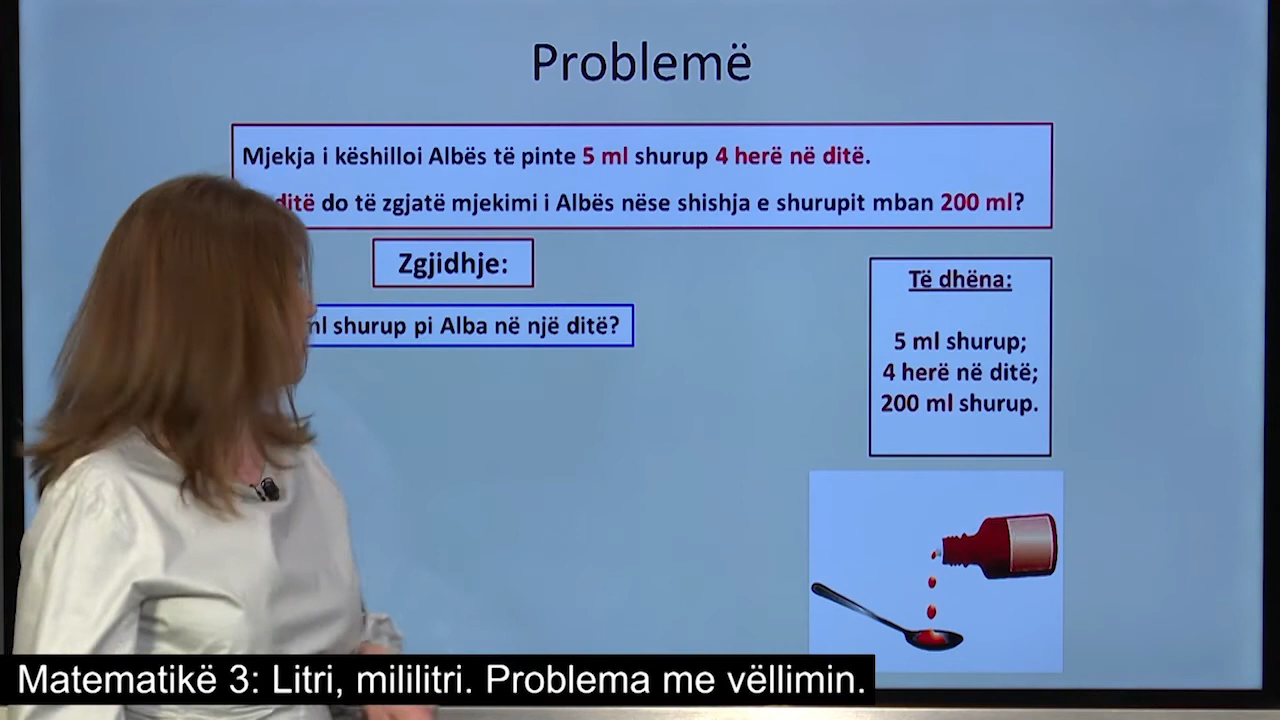 Problemë
Mjekja i këshilloi Albës të pinte 5 ml shurup 4 herë në ditë.
ditë do të zgjatë mjekimi i Albës nëse shishja e shurupit mban 200 ml?
Zgjidhje:
ml shurup pi Alba në një ditë?
Të dhëna:
5 ml shurup;
4 herë në ditë;
200 ml shurup.
Matematikë 3: Litri, mililitri. Problema me vëllimin.